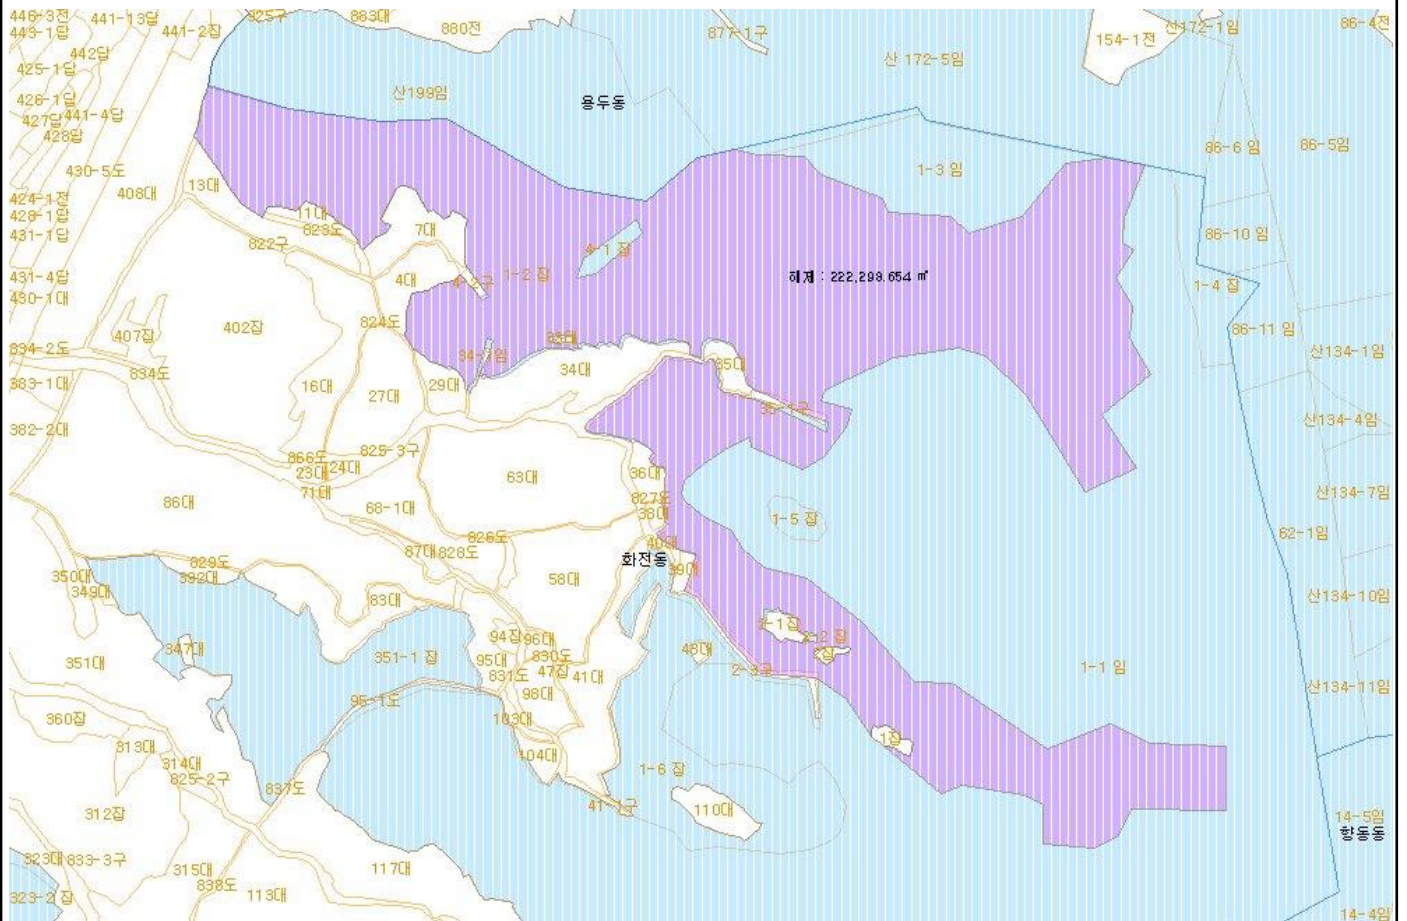 446-3전
441-13답
925구
883대
880전
877-1구
154-1전
산172-1임
86-4전
443-1답
441-2잡
442답
산 172-5임
425-1답
산199임
용두동
426-1답
441-4답
427답
428답
86-6 임
86-5임
430-5도
1-3 임
424-1전
408대
13대
428-1답
11대
823도
7대
431-1답
822구
4-1 잡
86-10 임
431-4답
4대
4-2구
1-2 잡
해제 : 222,298.654 ㎡
1-4 잡
430-1대
407잡
402잡
824도
86-11 임
894-2도
834도
34-1임
산134-1임
383-1대
16대
27대
29대
34대
35대
35-1구
382-2대
산134-4임
825-3구
866도
23대
24대
63대
36대
71대
827도
산134-7임
86대
68-1대
38대
1-5 잡
826도
62-1임
87대
828도
40대
화전동
39대
829도
350대
392대
58대
349대
83대
산134-10임
2-1잡
94잡
96대
2-2 잡
347대
351-1 잡
48대
351대
95대
830도
2-3구
1-1 임
831도
47잡
41대
95-1도
98대
산134-11임
360잡
103대
313대
1잡
314대
104대
825-2구
1-6 잡
837도
41-1구
312잡
110대
14-5임
향동동
323대
833-3구
315대
117대
838도
323-2 잡
113대
14-4임